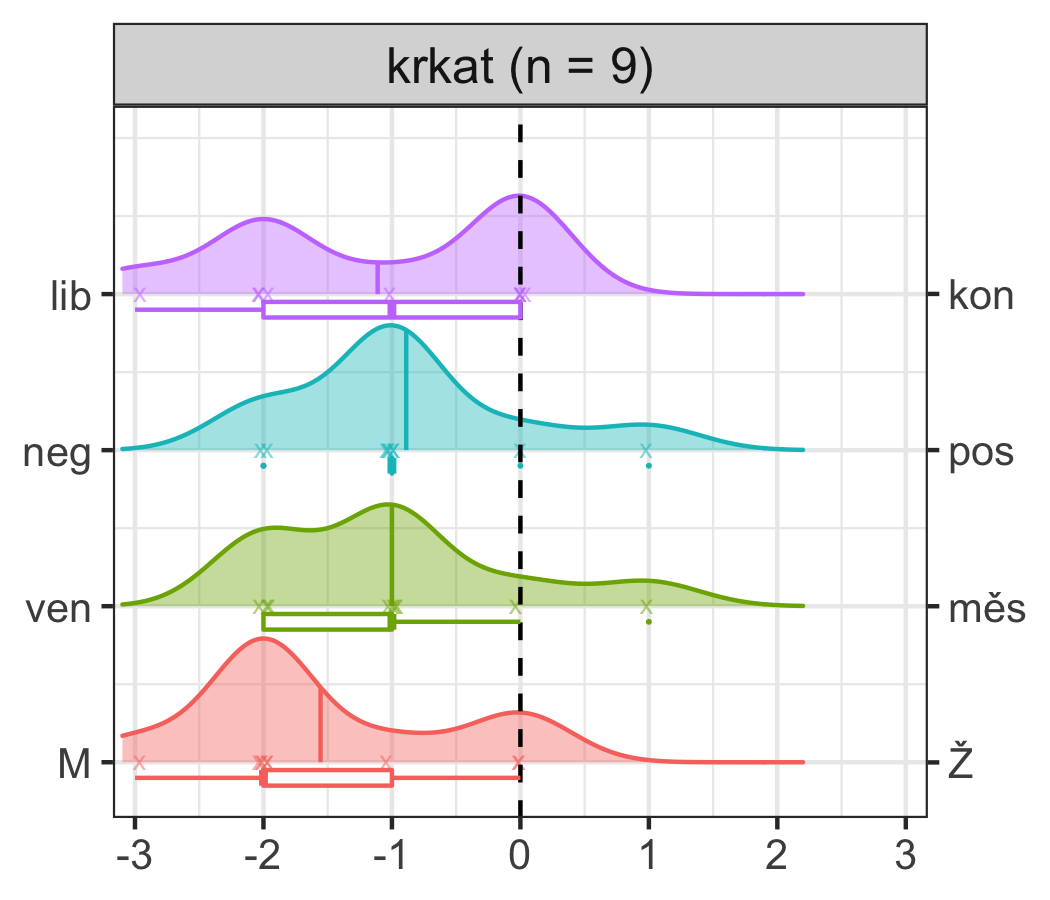 krkat (n = 9)
lib kon
neg pos
ven měs
M Ž
-3 -2 -1 0 1 2 3